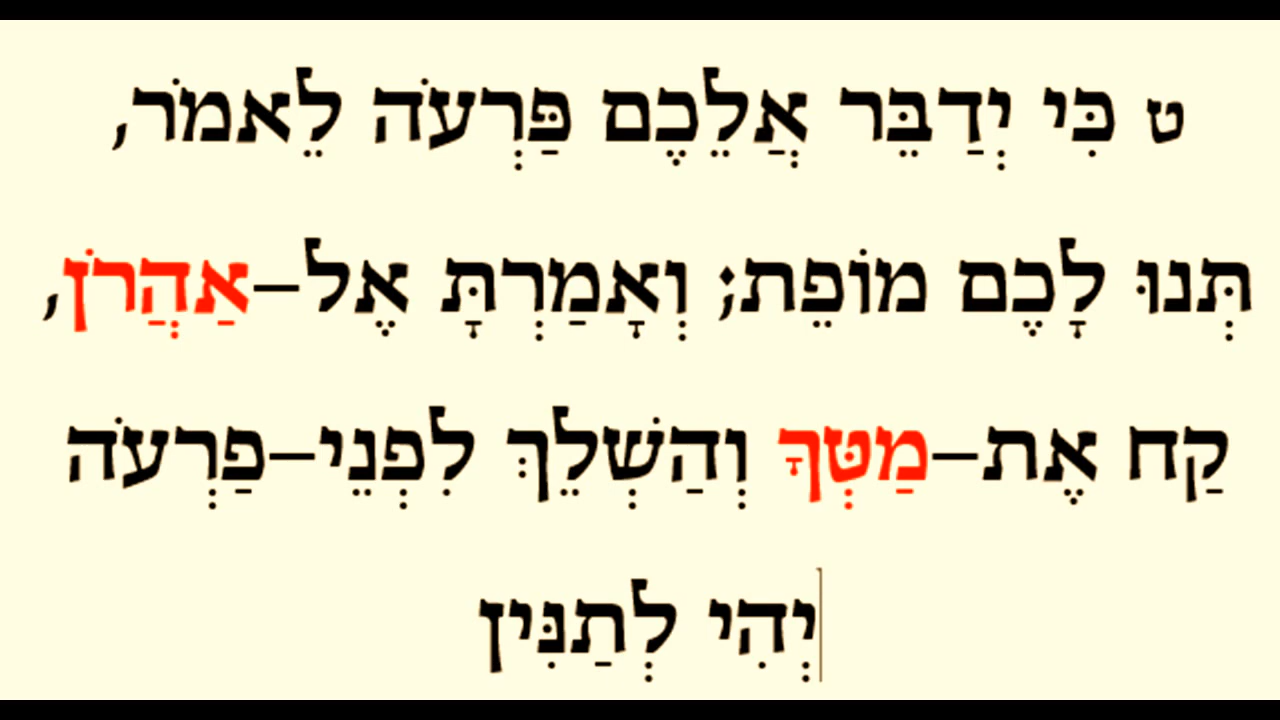 ט כִּי יְדַבֵּר אֲלֵכֶם פַּרְעֹה לֵאמֹר,
תְּנוּ לָכֶם מוֹפֵת; וְאָמַרְתָּ אֶל–אַהֲרֹן,
קַח אֶת–מַטְּךָ וְהַשְׁלֵךְ לִפְנֵי–פַרְעֹה
יְהִי לְתַנִּין